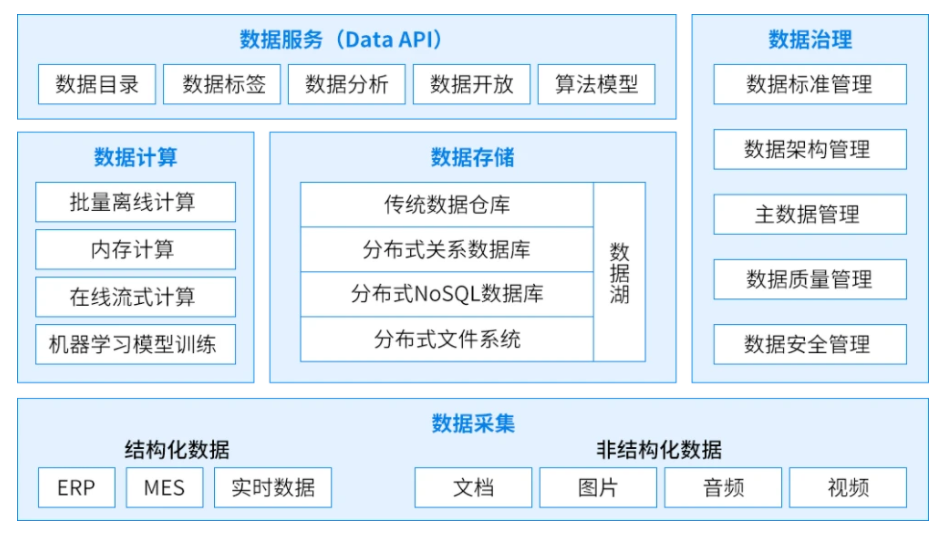 数据服务（Data API）
数据目录
数据标签
数据分析
数据开放
算法模型
数据计算
批量离线计算
内存计算
在线流式计算
机器学习模型训练
数据存储
传统数据仓库
分布式关系数据库
分布式NoSQL数据库
分布式文件系统
数据湖
数据治理
数据标准管理
数据架构管理
主数据管理
数据质量管理
数据安全管理
数据采集
结构化数据
ERP
MES
实时数据
非结构化数据
文档
图片
音频
视频